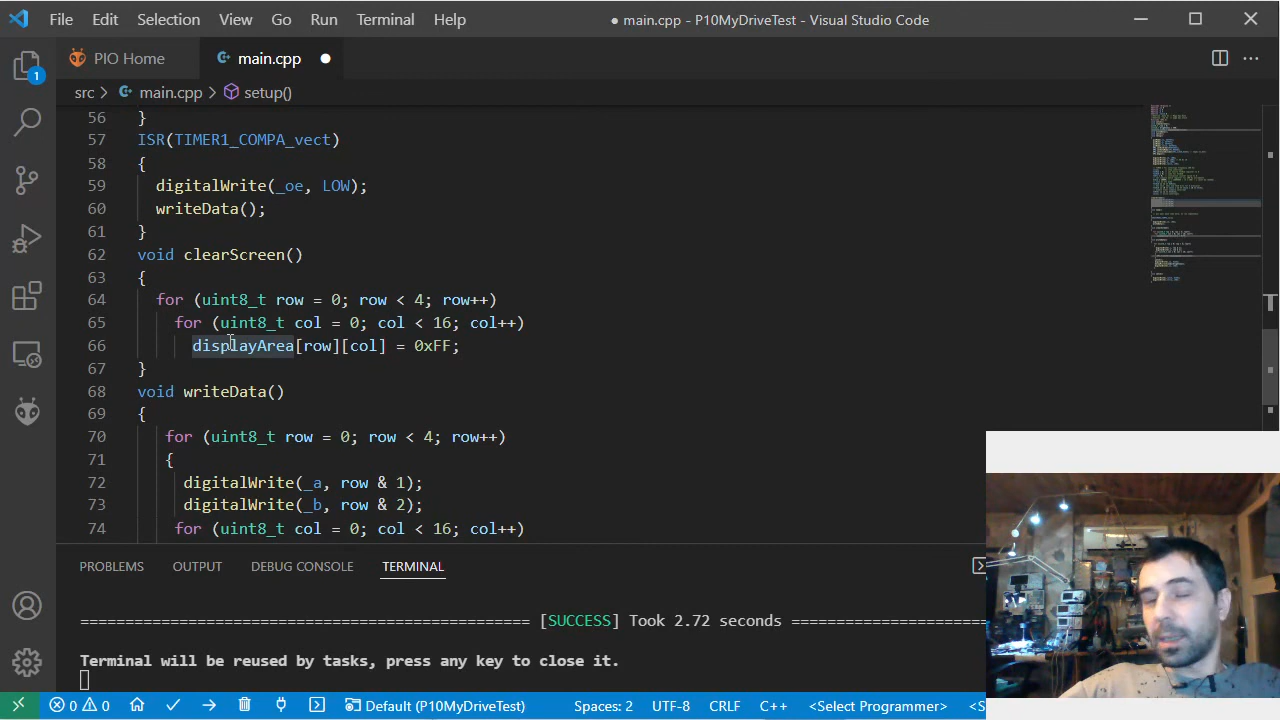 File Edit Selection View Go Run Terminal Help ● main.cpp - P10MyDriveTest - Visual Studio Code
PIO Home main.cpp ●
src > main.cpp > setup()
56 }
57 ISR(TIMER1_COMPA_vect)
58 {
59 digitalWrite(_oe, LOW);
60 writeData();
61 }
62 void clearScreen()
63 {
64 for (uint8_t row = 0; row < 4; row++)
65 for (uint8_t col = 0; col < 16; col++)
66 displayArea[row][col] = 0xFF;
67 }
68 void writeData()
69 {
70 for (uint8_t row = 0; row < 4; row++)
71 {
72 digitalWrite(_a, row & 1);
73 digitalWrite(_b, row & 2);
74 for (uint8_t col = 0; col < 16; col++)
1
PROBLEMS OUTPUT DEBUG CONSOLE TERMINAL
================================================= [SUCCESS] Took 2.72 seconds =====================
Terminal will be reused by tasks, press any key to close it.
0 0 Default (P10MyDriveTest) Spaces: 2 UTF-8 CRLF C++ <Select Programmer>